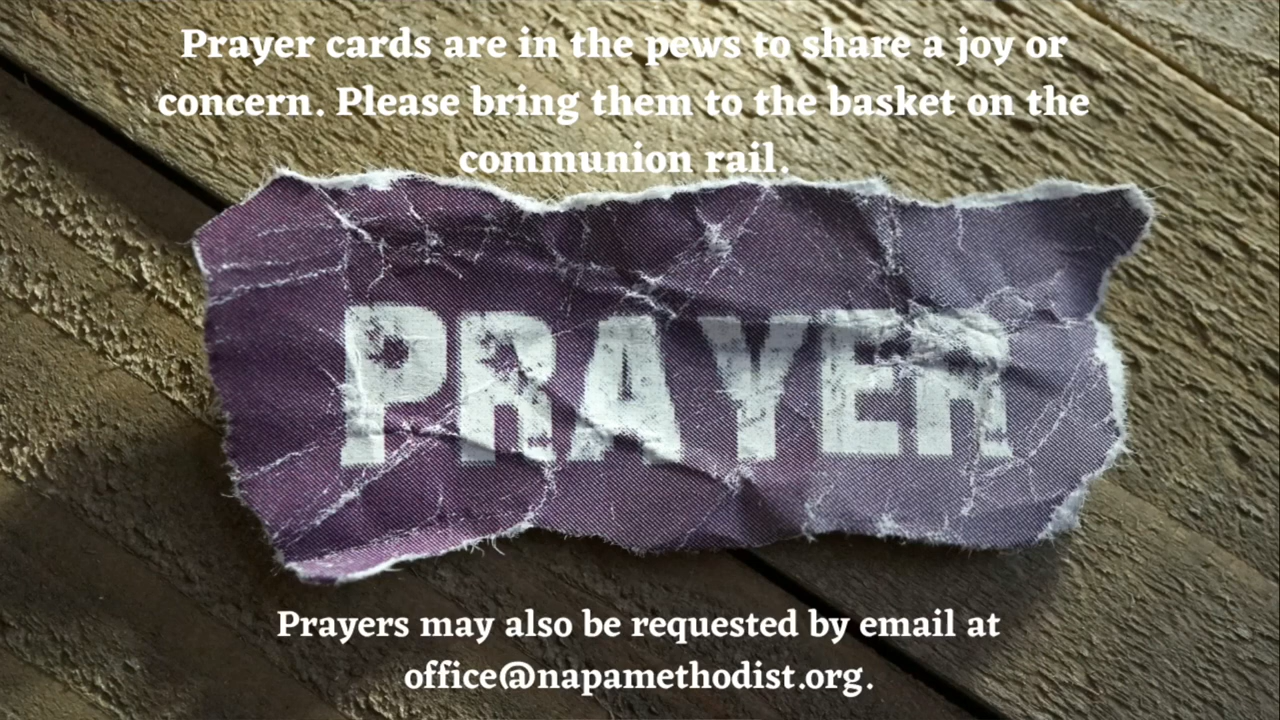 Prayer cards are in the pews to share a joy or
concern. Please bring them to the basket on the
communion rail.
PRAYER
Prayers may also be requested by email at
office@napamethodist.org.